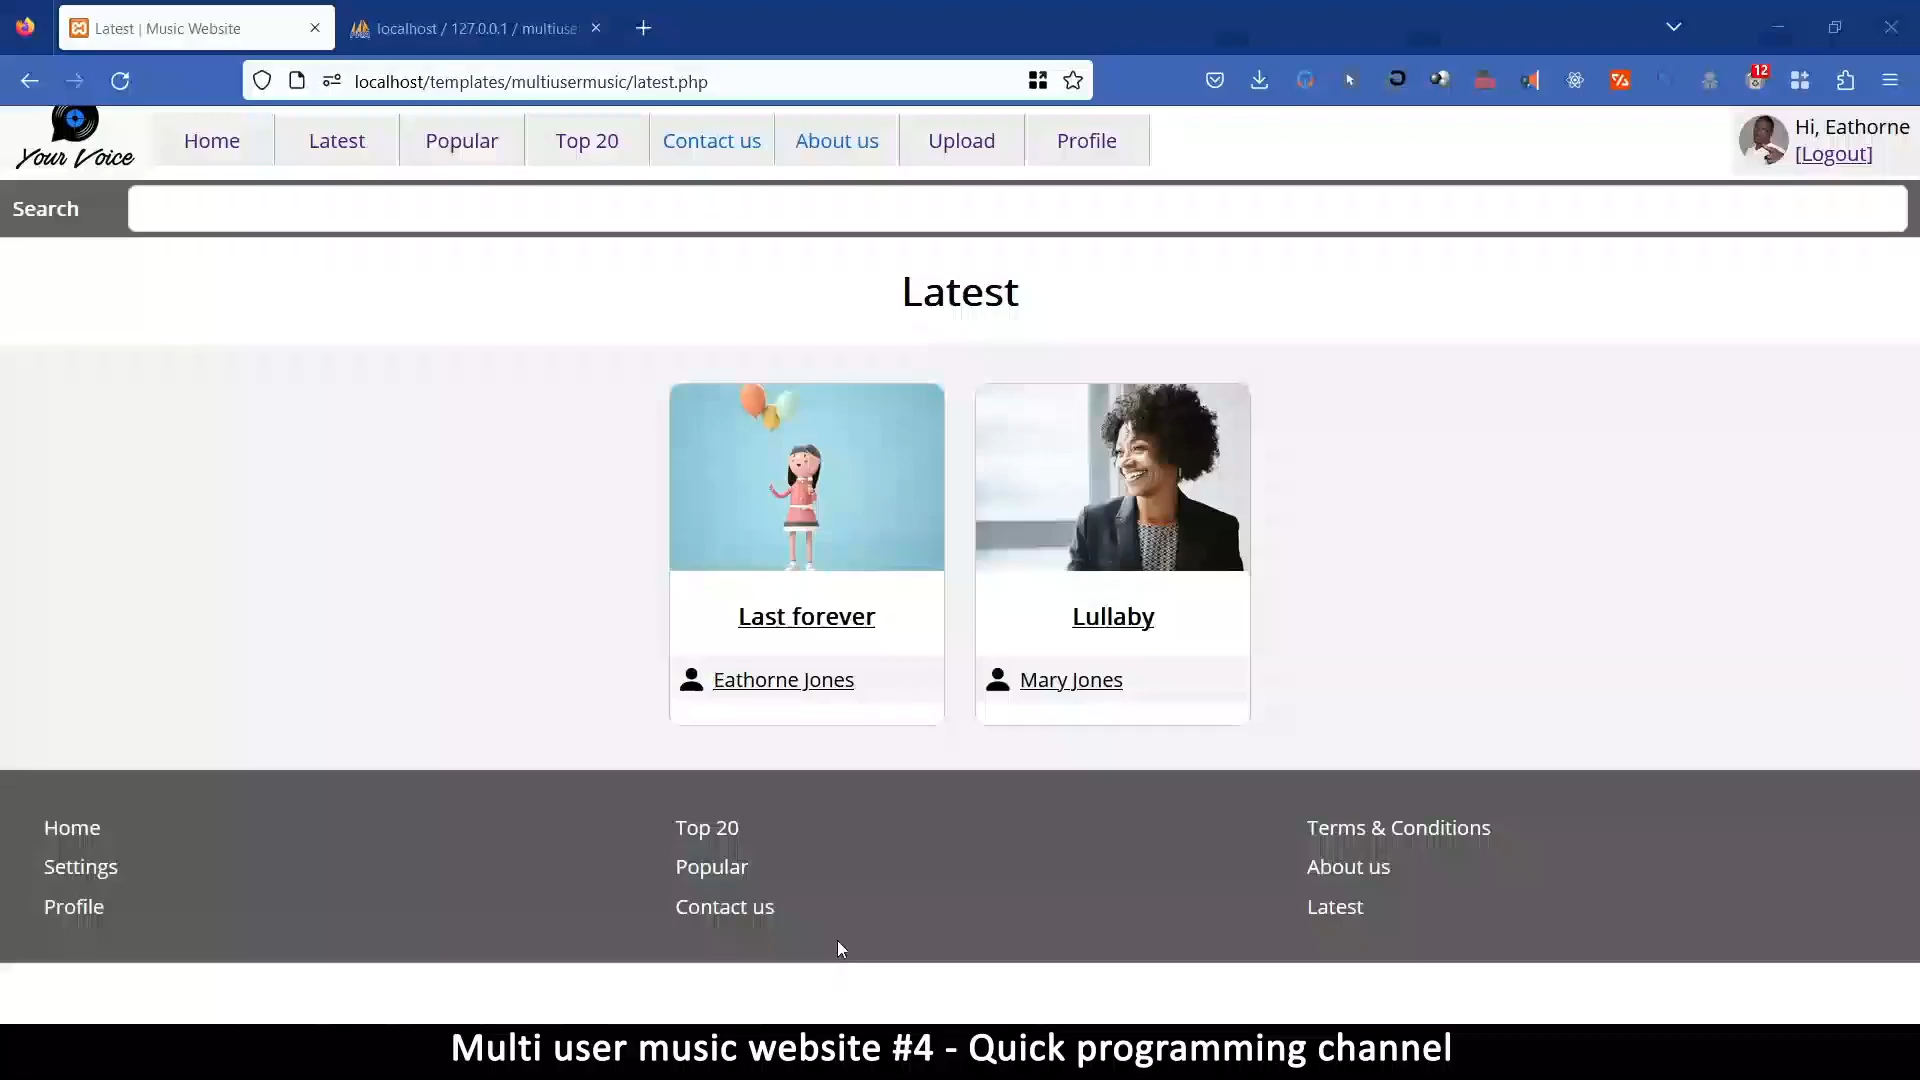 Latest | Music Website
localhost / 127.0.0.1 / multiuse
localhost/templates/multiusermusic/latest.php
12
Your Voice
Home
Latest
Popular
Top 20
Contact us
About us
Upload
Profile
Hi, Eathorne
[Logout]
Search
Latest
Last forever
Lullaby
Eathorne Jones
Mary Jones
Home
Top 20
Terms & Conditions
Settings
Popular
About us
Profile
Contact us
Latest
Multi user music website #4 - Quick programming channel